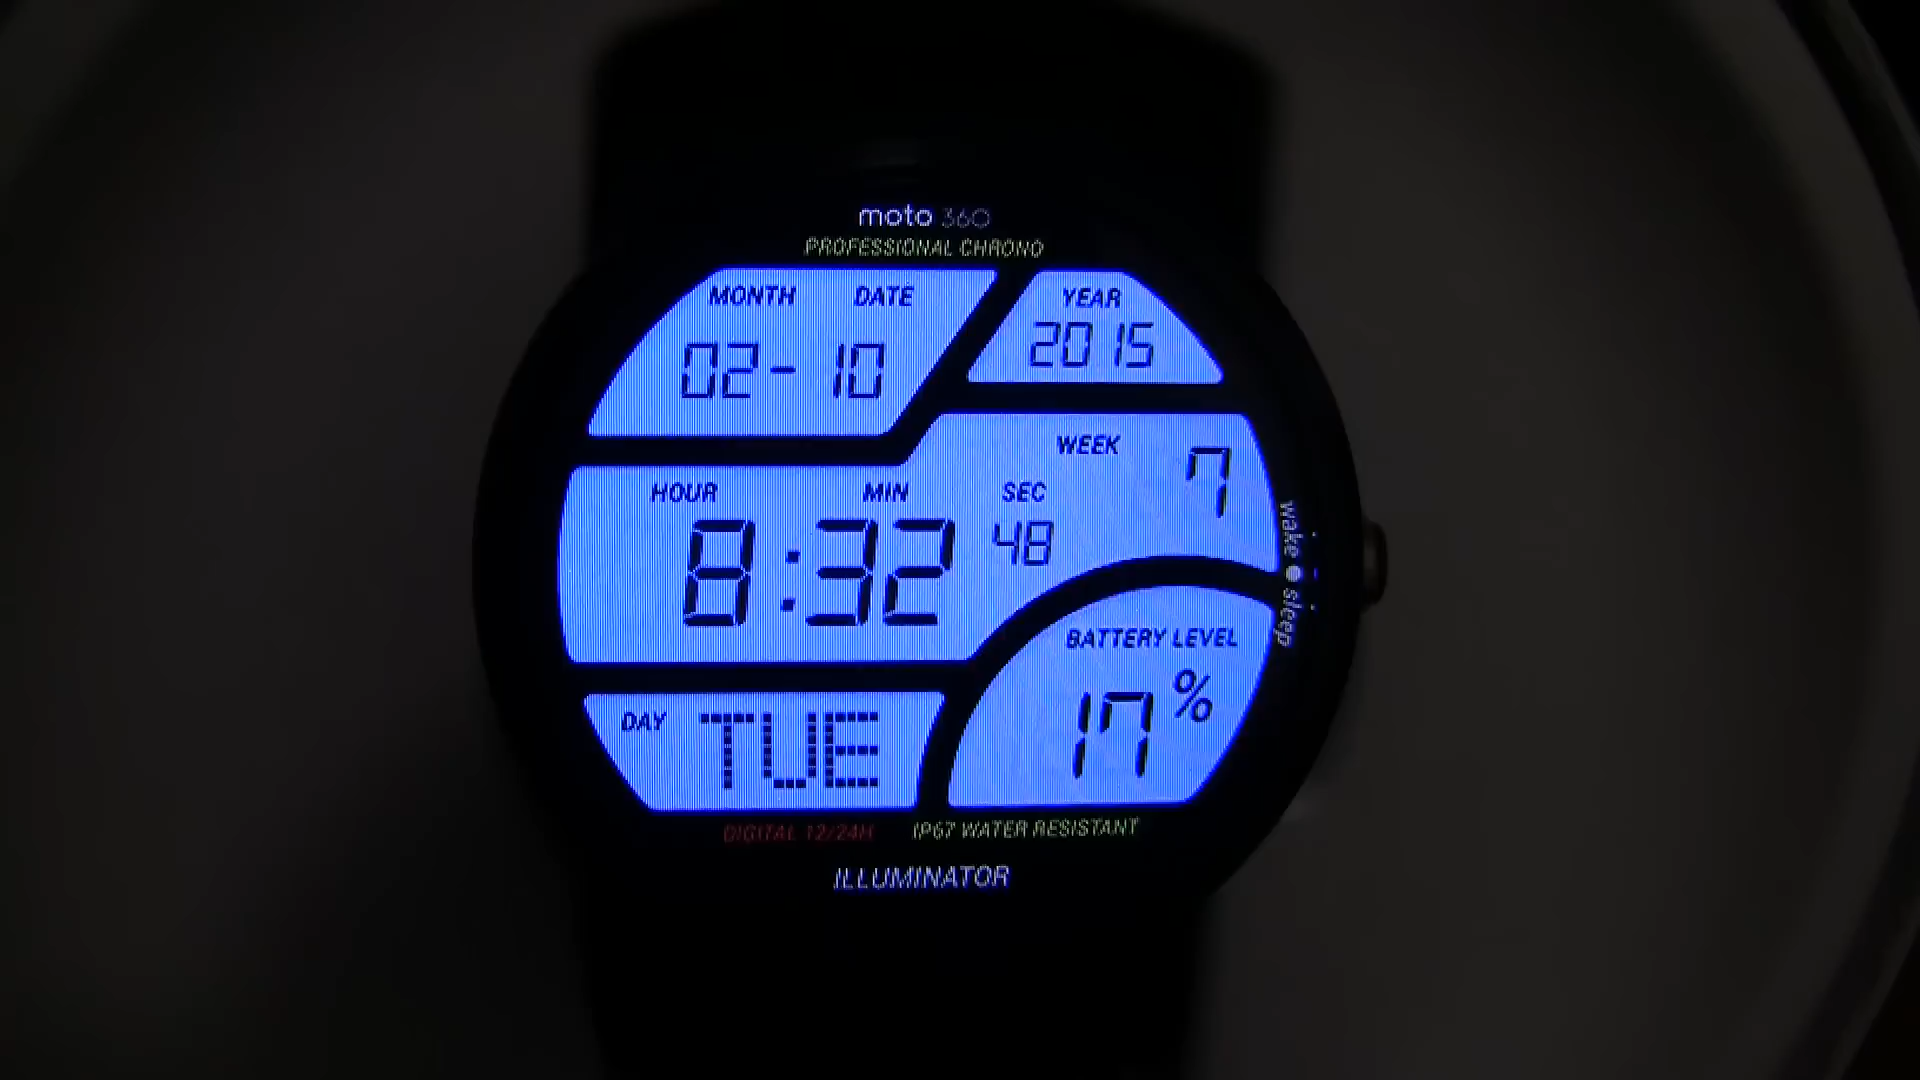 moto 360
PROFESSIONAL CHRONO
MONTH DATE
02-10
YEAR
2015
WEEK 7
HOUR MIN SEC
8:32 48
wake sleep
BATTERY LEVEL
17 %
DAY TUE
DIGITAL 12/24H
IP67 WATER RESISTANT
ILLUMINATOR